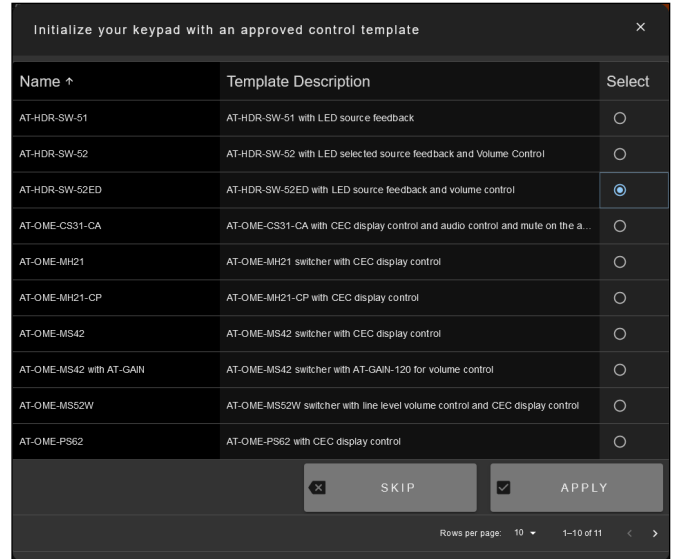 Initialize your keypad with an approved control template
Name ↑ Template Description Select
AT-HDR-SW-51 AT-HDR-SW-51 with LED source feedback
AT-HDR-SW-52 AT-HDR-SW-52 with LED selected source feedback and Volume Control
AT-HDR-SW-52ED AT-HDR-SW-52ED with LED source feedback and volume control
AT-OME-CS31-CA AT-OME-CS31-CA with CEC display control and audio control and mute on the a...
AT-OME-MH21 AT-OME-MH21 switcher with CEC display control
AT-OME-MH21-CP AT-OME-MH21-CP with CEC display control
AT-OME-MS42 AT-OME-MS42 switcher with CEC display control
AT-OME-MS42 with AT-GAIN AT-OME-MS42 switcher with AT-GAIN-120 for volume control
AT-OME-MS52W AT-OME-MS52W switcher with line level volume control and CEC display control
AT-OME-PS62 AT-OME-PS62 with CEC display control
SKIP APPLY
Rows per page: 10 1–10 of 11